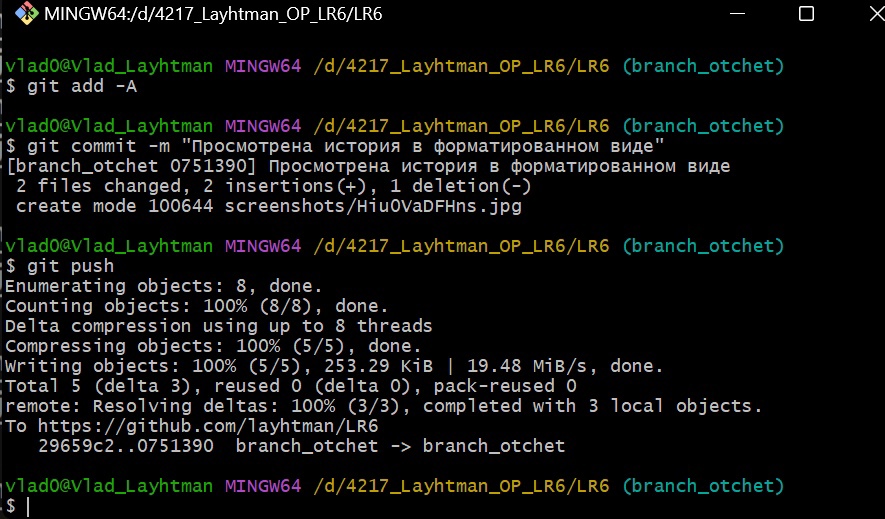 MINGW64:/d/4217_Layhtman_OP_LR6/LR6
vlad0@Vlad_Layhtman MINGW64 /d/4217_Layhtman_OP_LR6/LR6 (branch_otchet)
$ git add -A
vlad0@Vlad_Layhtman MINGW64 /d/4217_Layhtman_OP_LR6/LR6 (branch_otchet)
$ git commit -m "Просмотрена история в форматированном виде"
[branch_otchet 0751390] Просмотрена история в форматированном виде
 2 files changed, 2 insertions(+), 1 deletion(-)
 create mode 100644 screenshots/Hiu0VaDFHns.jpg
vlad0@Vlad_Layhtman MINGW64 /d/4217_Layhtman_OP_LR6/LR6 (branch_otchet)
$ git push
Enumerating objects: 8, done.
Counting objects: 100% (8/8), done.
Delta compression using up to 8 threads
Compressing objects: 100% (5/5), done.
Writing objects: 100% (5/5), 253.29 KiB | 19.48 MiB/s, done.
Total 5 (delta 3), reused 0 (delta 0), pack-reused 0
remote: Resolving deltas: 100% (3/3), completed with 3 local objects.
To https://github.com/layhtman/LR6
   29659c2..0751390  branch_otchet -> branch_otchet
vlad0@Vlad_Layhtman MINGW64 /d/4217_Layhtman_OP_LR6/LR6 (branch_otchet)
$